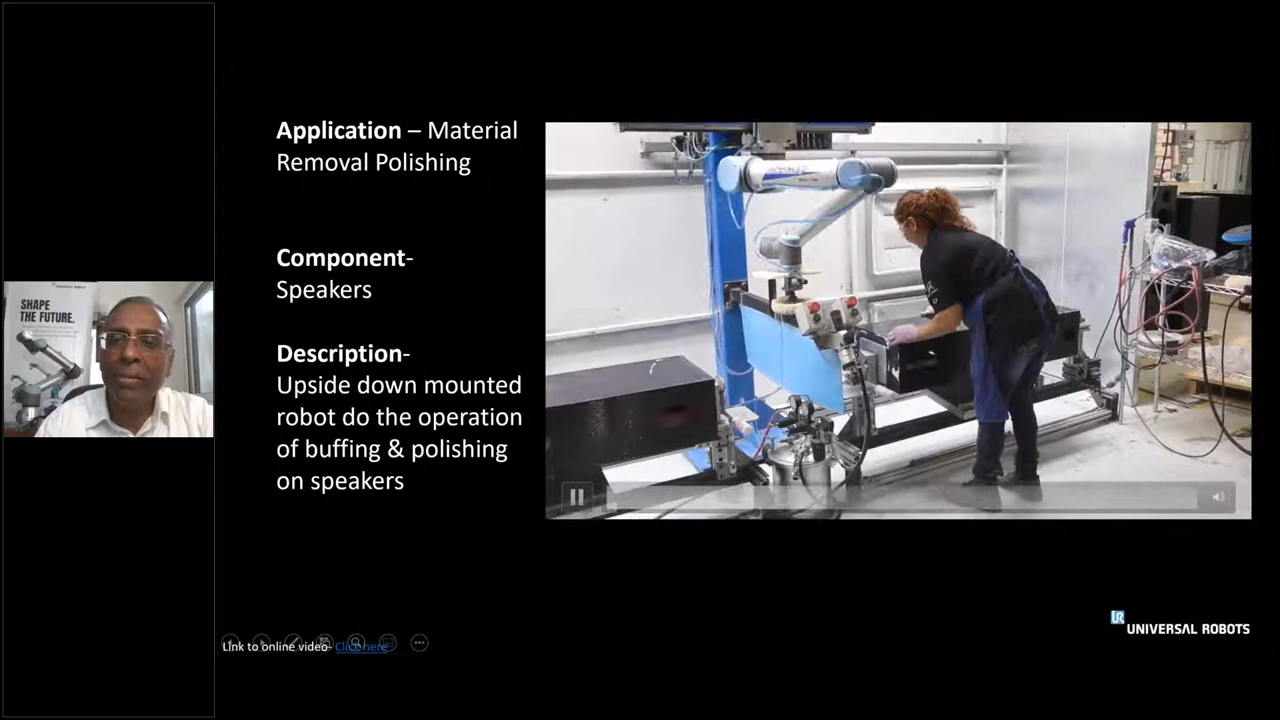 Application – Material
Removal Polishing
Component-
Speakers
Description-
Upside down mounted
robot do the operation
of buffing & polishing
on speakers
SHAPE
THE FUTURE.
UNIVERSAL ROBOTS
Link to online video- Click here